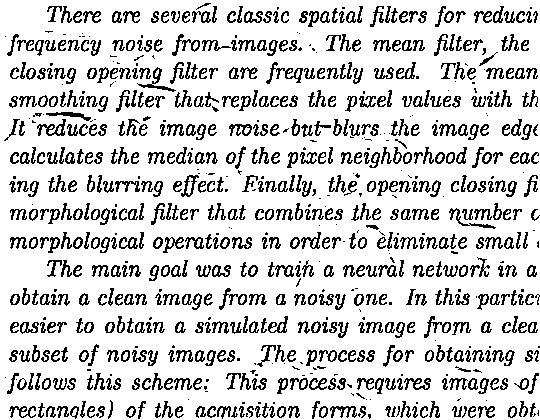 There are several classic spatial filters for reducin
frequency noise from images. The mean filter, the
closing opening filter are frequently used. The mean
smoothing filter that replaces the pixel values with th
It reduces the image noise but blurs the image edge
calculates the median of the pixel neighborhood for eac
ing the blurring effect. Finally, the opening closing fi
morphological filter that combines the same number o
morphological operations in order to eliminate small
The main goal was to train a neural network in a
obtain a clean image from a noisy one. In this partic
easier to obtain a simulated noisy image from a clea
subset of noisy images. The process for obtaining si
follows this scheme: This process requires images of
rectangles) of the acquisition forms, which were obt